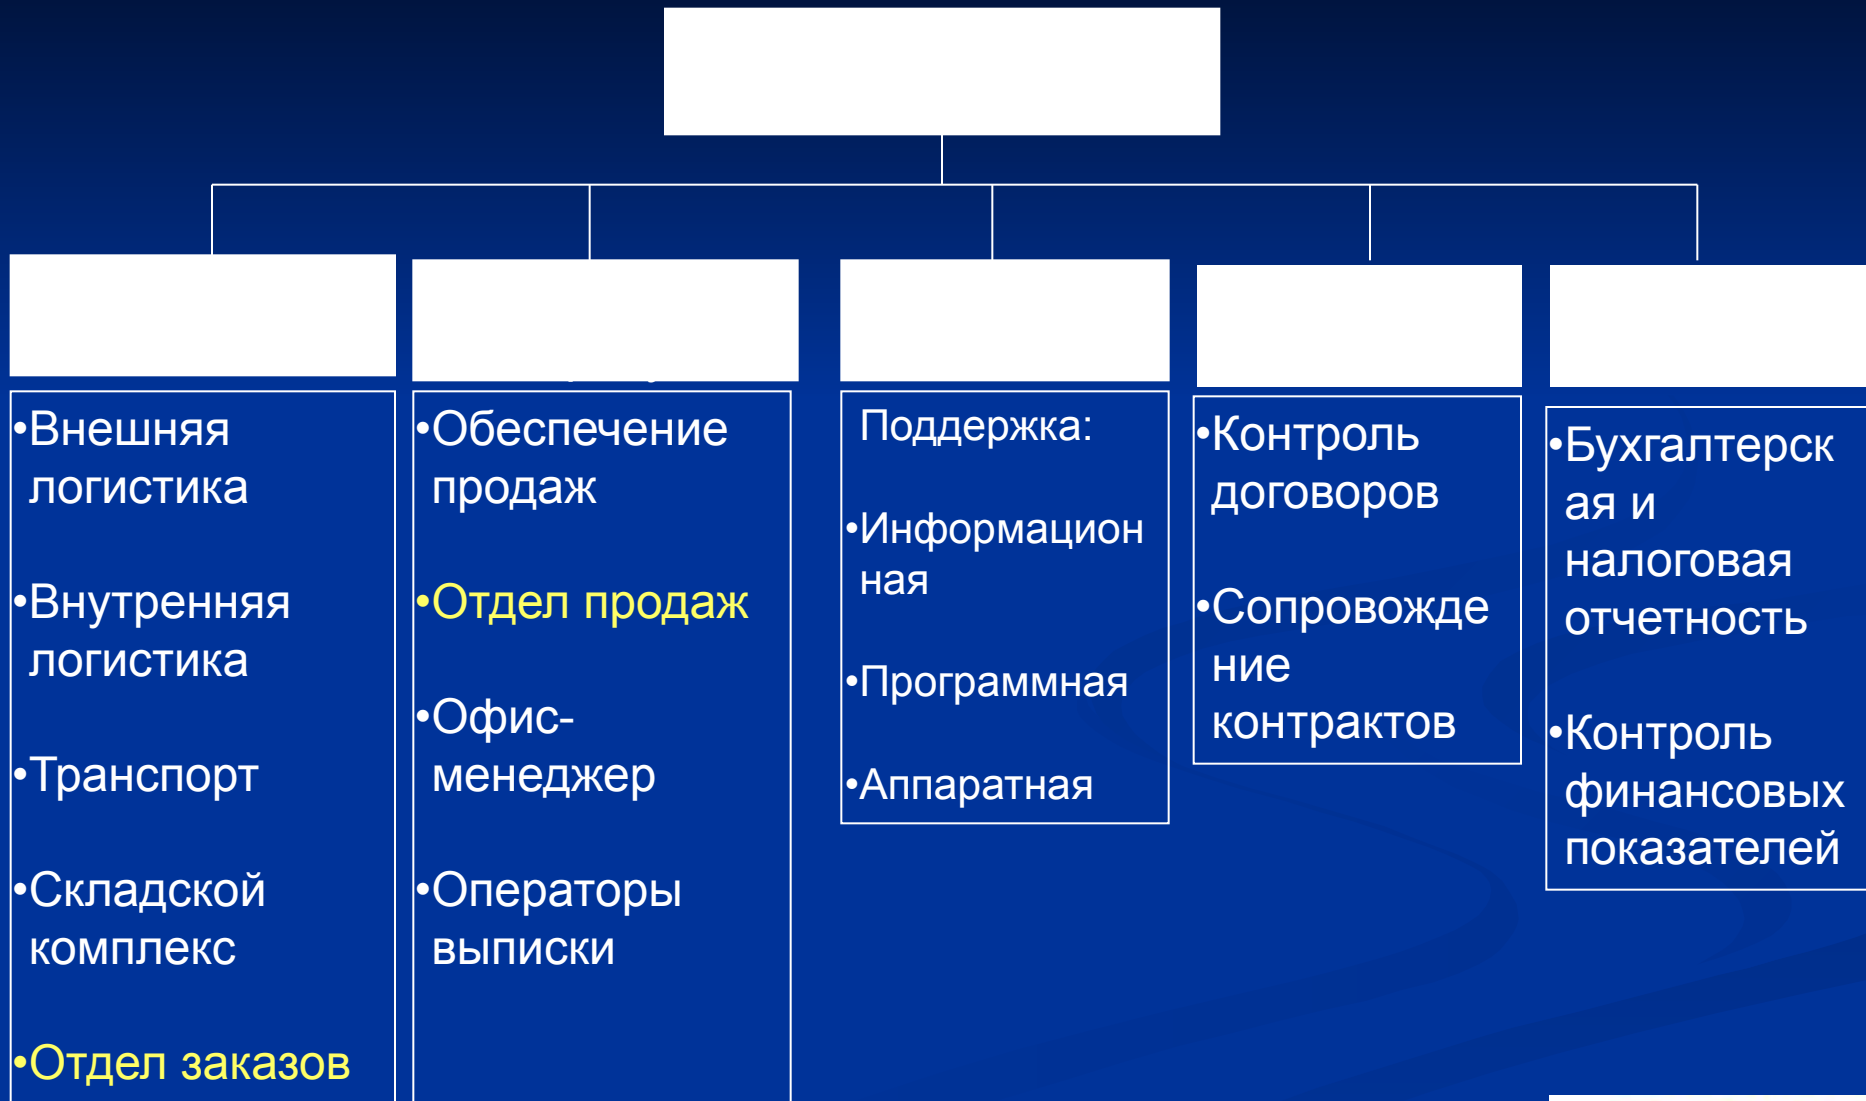 •Внешняя
логистика
•Внутренняя
логистика
•Транспорт
•Складской
комплекс
•Отдел заказов
•Обеспечение
продаж
•Отдел продаж
•Офис-
менеджер
•Операторы
выписки
Поддержка:
•Информацион
ная
•Программная
•Аппаратная
•Контроль
договоров
•Сопровожде
ние
контрактов
•Бухгалтерск
ая и
налоговая
отчетность
•Контроль
финансовых
показателей